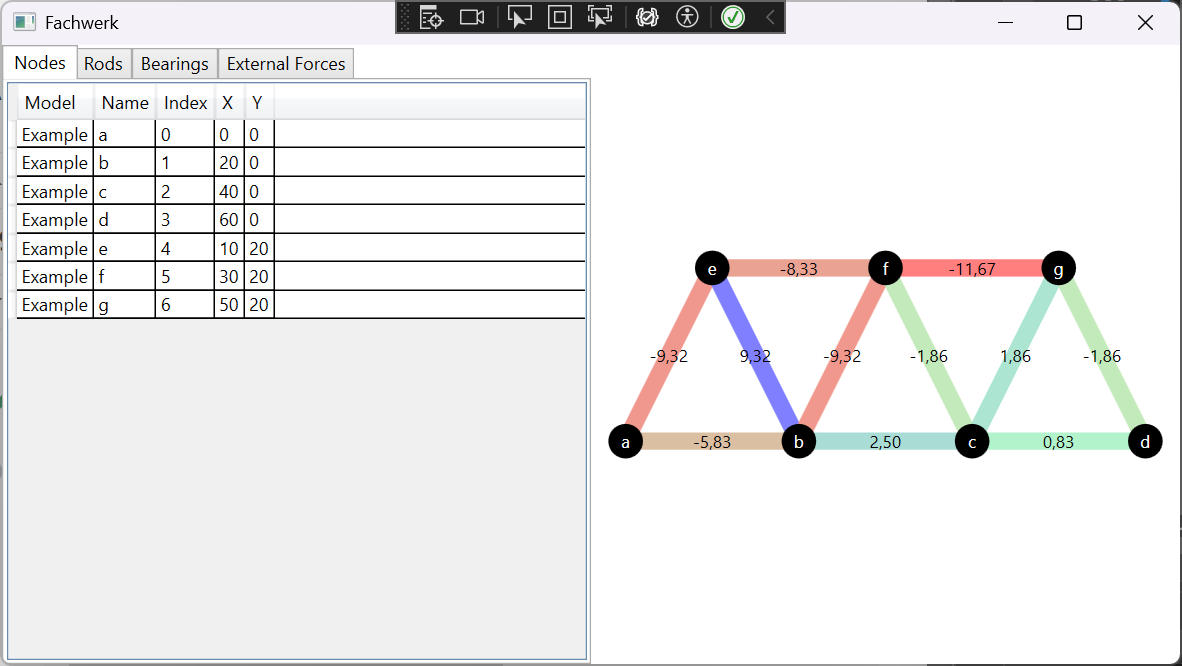 Fachwerk
Nodes Rods Bearings External Forces
Model Name Index X Y
Example a 0 0 0
Example b 1 20 0
Example c 2 40 0
Example d 3 60 0
Example e 4 10 20
Example f 5 30 20
Example g 6 50 20
e -8,33 f -11,67 g
-9,32 9,32 -9,32 -1,86 1,86 -1,86
a -5,83 b 2,50 c 0,83 d